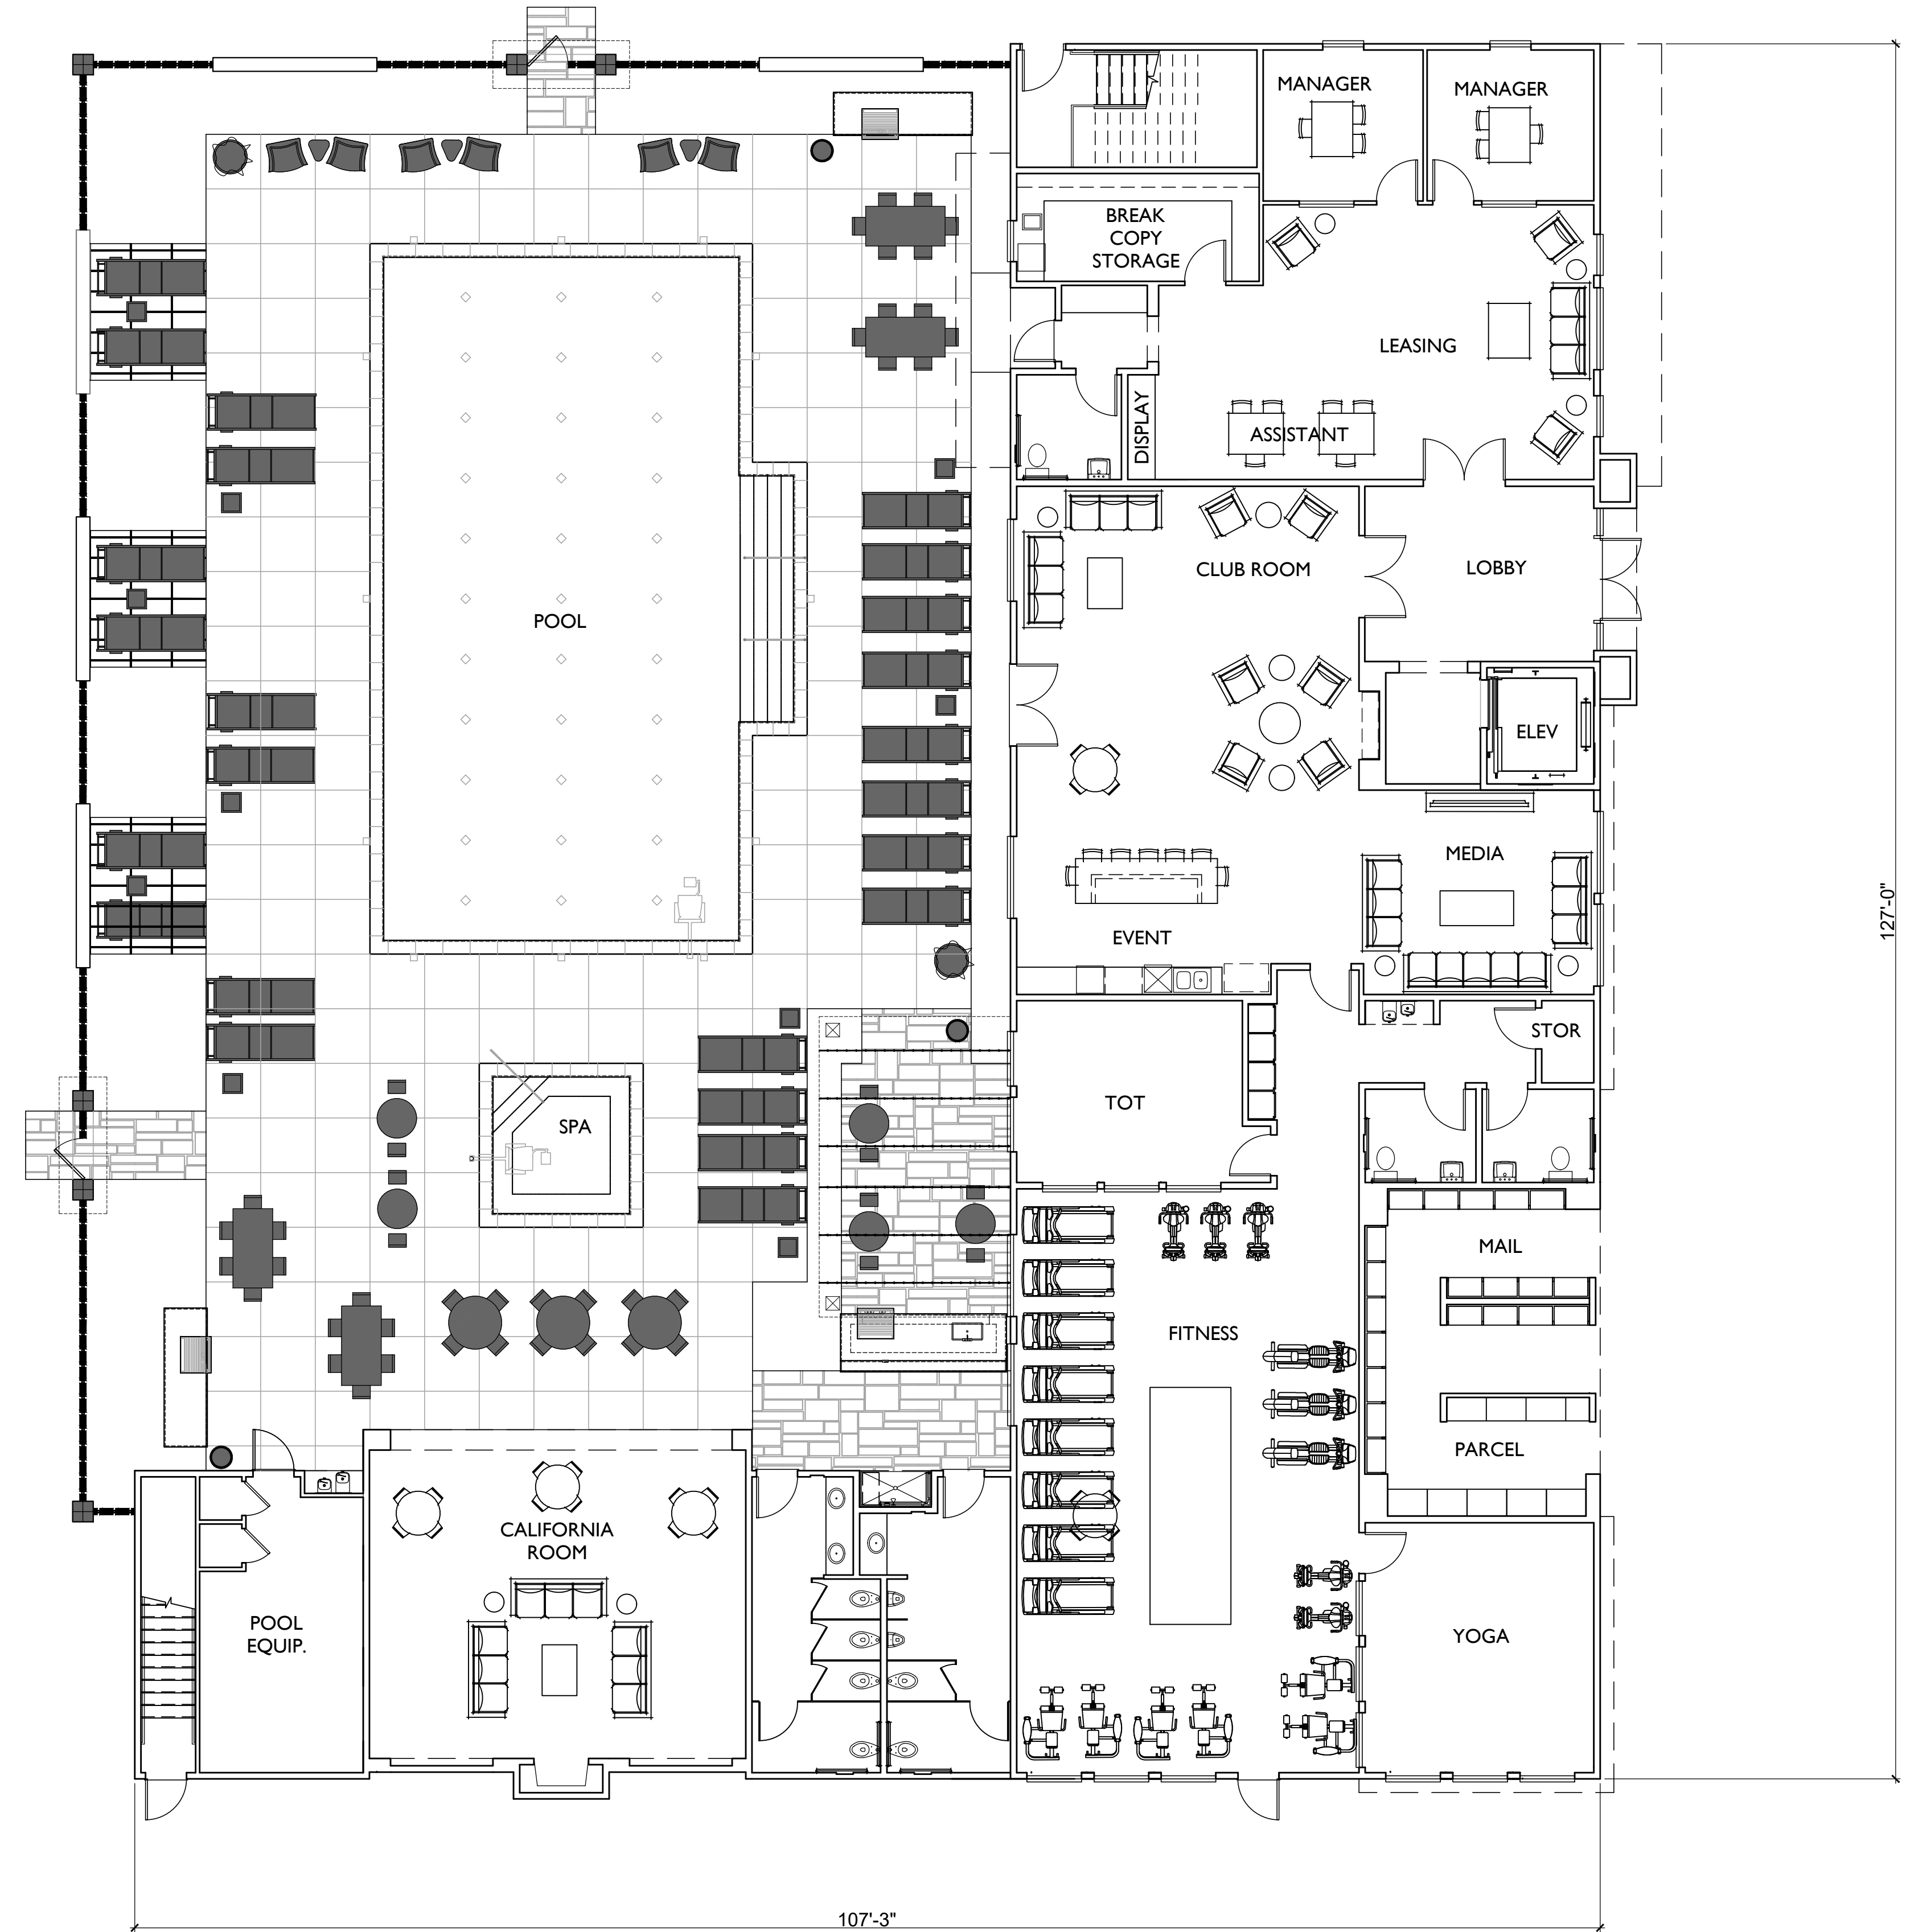 MANAGER
MANAGER
BREAK
COPY
STORAGE
LEASING
DISPLAY
ASSISTANT
CLUB ROOM
LOBBY
POOL
ELEV
MEDIA
127'-0"
EVENT
STOR
TOT
SPA
MAIL
FITNESS
PARCEL
CALIFORNIA
ROOM
POOL
EQUIP.
YOGA
107'-3"